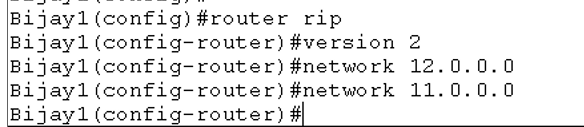 Bijay1(config)#router rip
Bijay1(config-router)#version 2
Bijay1(config-router)#network 12.0.0.0
Bijay1(config-router)#network 11.0.0.0
Bijay1(config-router)#